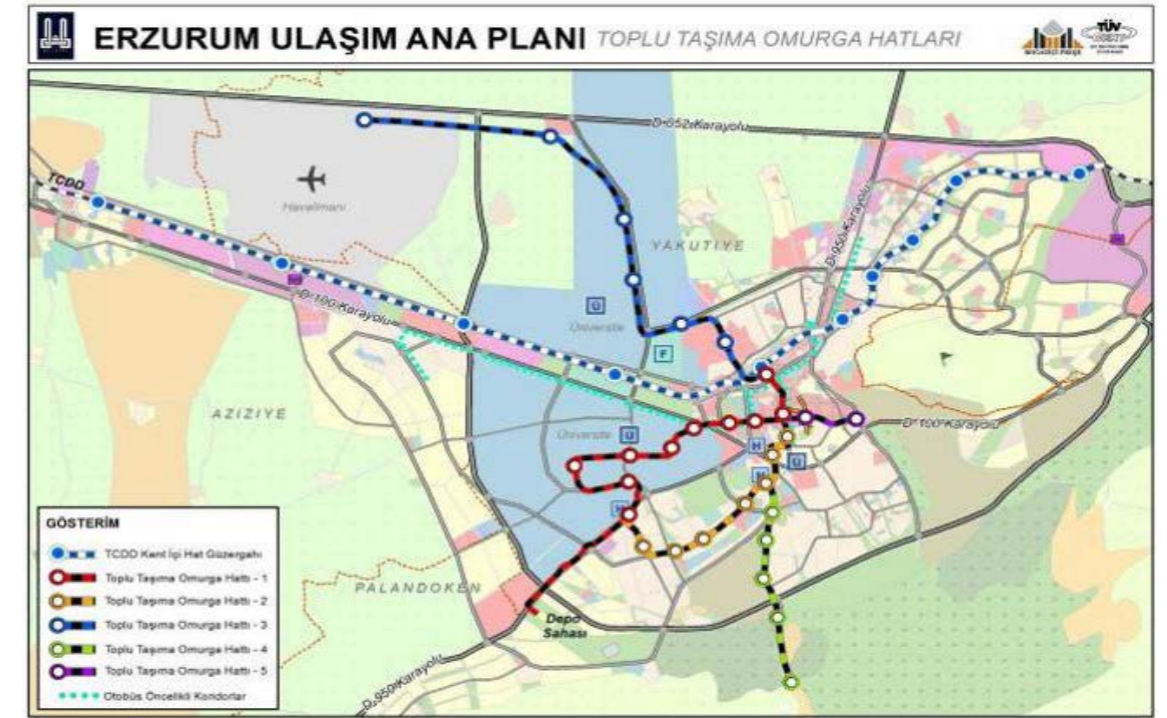 ERZURUM ULAŞIM ANA PLANI TOPLU TAŞIMA OMURGA HATLARI
TÜV
D-052 Karayolu
TCDD
Havalimanı
YAKUTİYE
D-950 Karayolu
D-100 Karayolu
Ü
Üniversite
F
AZİZİYE
Üniversite
Ü
H
Ü
D-100 Karayolu
H
H
GÖSTERİM
TCDD Kent İçi Hat Güzergahı
Toplu Taşıma Omurga Hattı - 1
Toplu Taşıma Omurga Hattı - 2
Toplu Taşıma Omurga Hattı - 3
Toplu Taşıma Omurga Hattı - 4
Toplu Taşıma Omurga Hattı - 5
Otobüs Öncelikli Koridorlar
PALANDÖKEN
Depo
Sahası
D-950 Karayolu